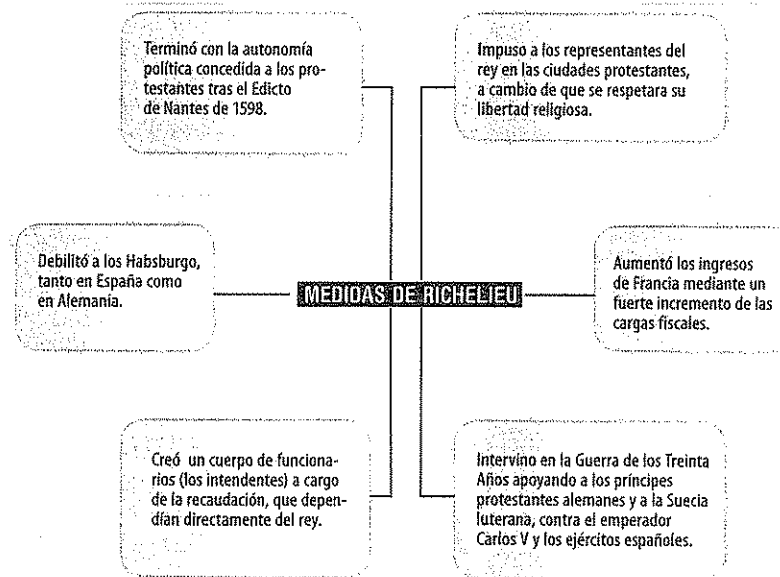 Terminó con la autonomía
política concedida a los pro-
testantes tras el Edicto
de Nantes de 1598.
Impuso a los representantes del
rey en las ciudades protestantes,
a cambio de que se respetara su
libertad religiosa.
Debilitó a los Habsburgo,
tanto en España como
en Alemania.
MEDIDAS DE RICHELIEU
Aumentó los ingresos
de Francia mediante un
fuerte incremento de las
cargas fiscales.
Creó un cuerpo de funciona-
rios (los intendentes) a cargo
de la recaudación, que depen-
dían directamente del rey.
Intervino en la Guerra de los Treinta
Años apoyando a los príncipes
protestantes alemanes y a la Suecia
luterana, contra el emperador
Carlos V y los ejércitos españoles.